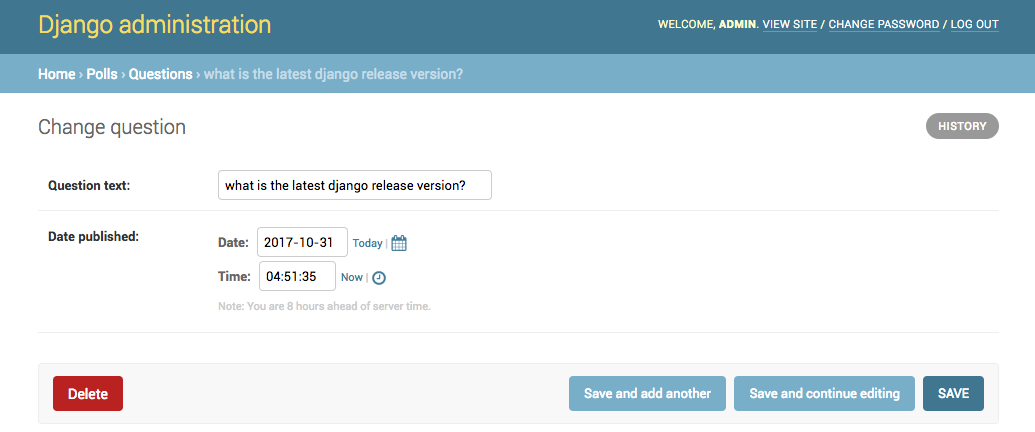 Django administration
WELCOME, ADMIN. VIEW SITE / CHANGE PASSWORD / LOG OUT
Home › Polls › Questions › what is the latest django release version?
Change question
HISTORY
Question text: what is the latest django release version?
Date published:
Date: 2017-10-31 Today |
Time: 04:51:35 Now |
Note: You are 8 hours ahead of server time.
Delete Save and add another Save and continue editing SAVE